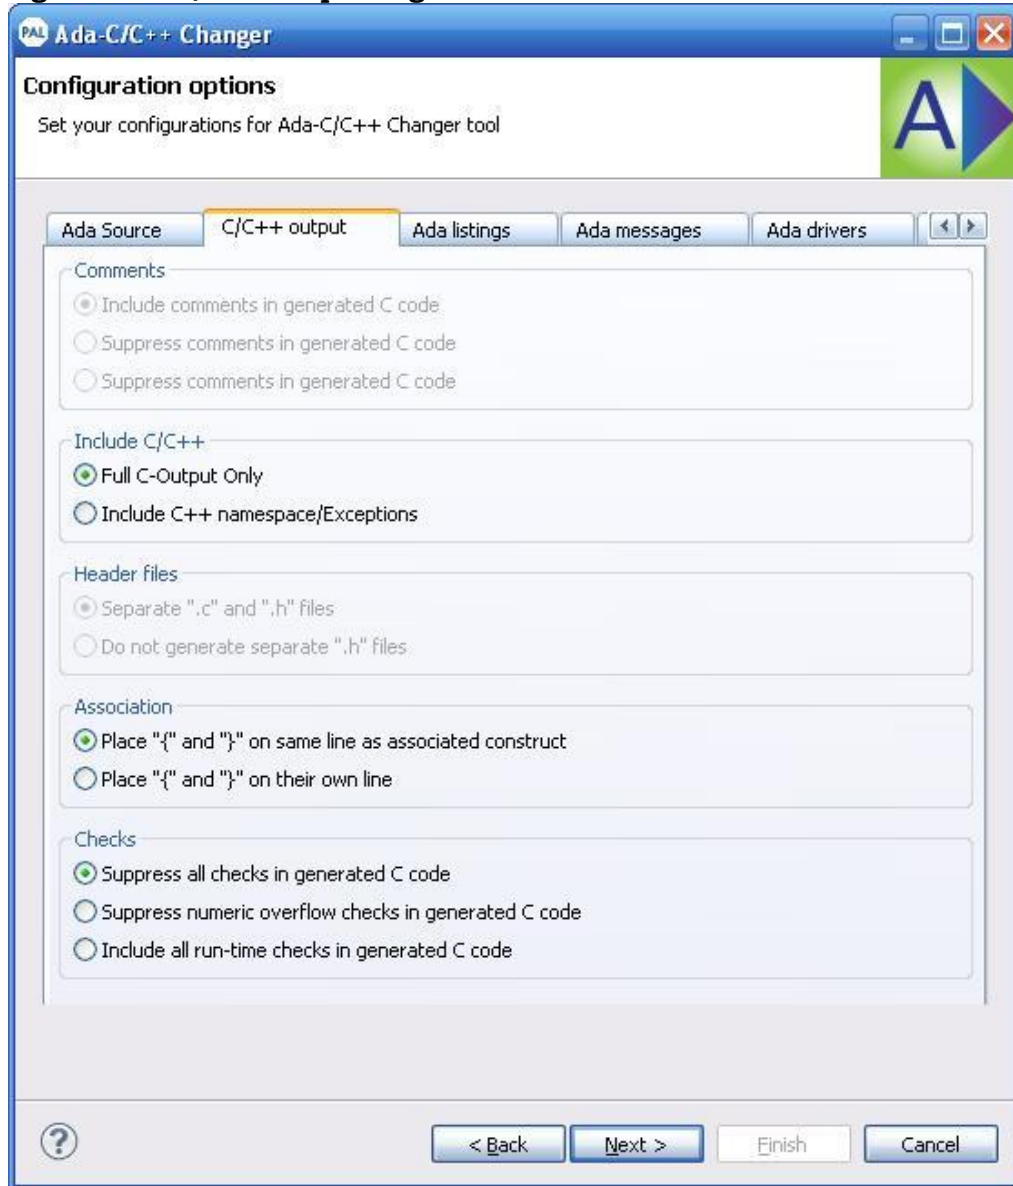 PAL Ada-C/C++ Changer
Configuration options
Set your configurations for Ada-C/C++ Changer tool
A
Ada Source C/C++ output Ada listings Ada messages Ada drivers
Comments
Include comments in generated C code
Suppress comments in generated C code
Suppress comments in generated C code
Include C/C++
Full C-Output Only
Include C++ namespace/Exceptions
Header files
Separate ".c" and ".h" files
Do not generate separate ".h" files
Association
Place "{" and "}" on same line as associated construct
Place "{" and "}" on their own line
Checks
Suppress all checks in generated C code
Suppress numeric overflow checks in generated C code
Include all run-time checks in generated C code
? < Back Next > Finish Cancel